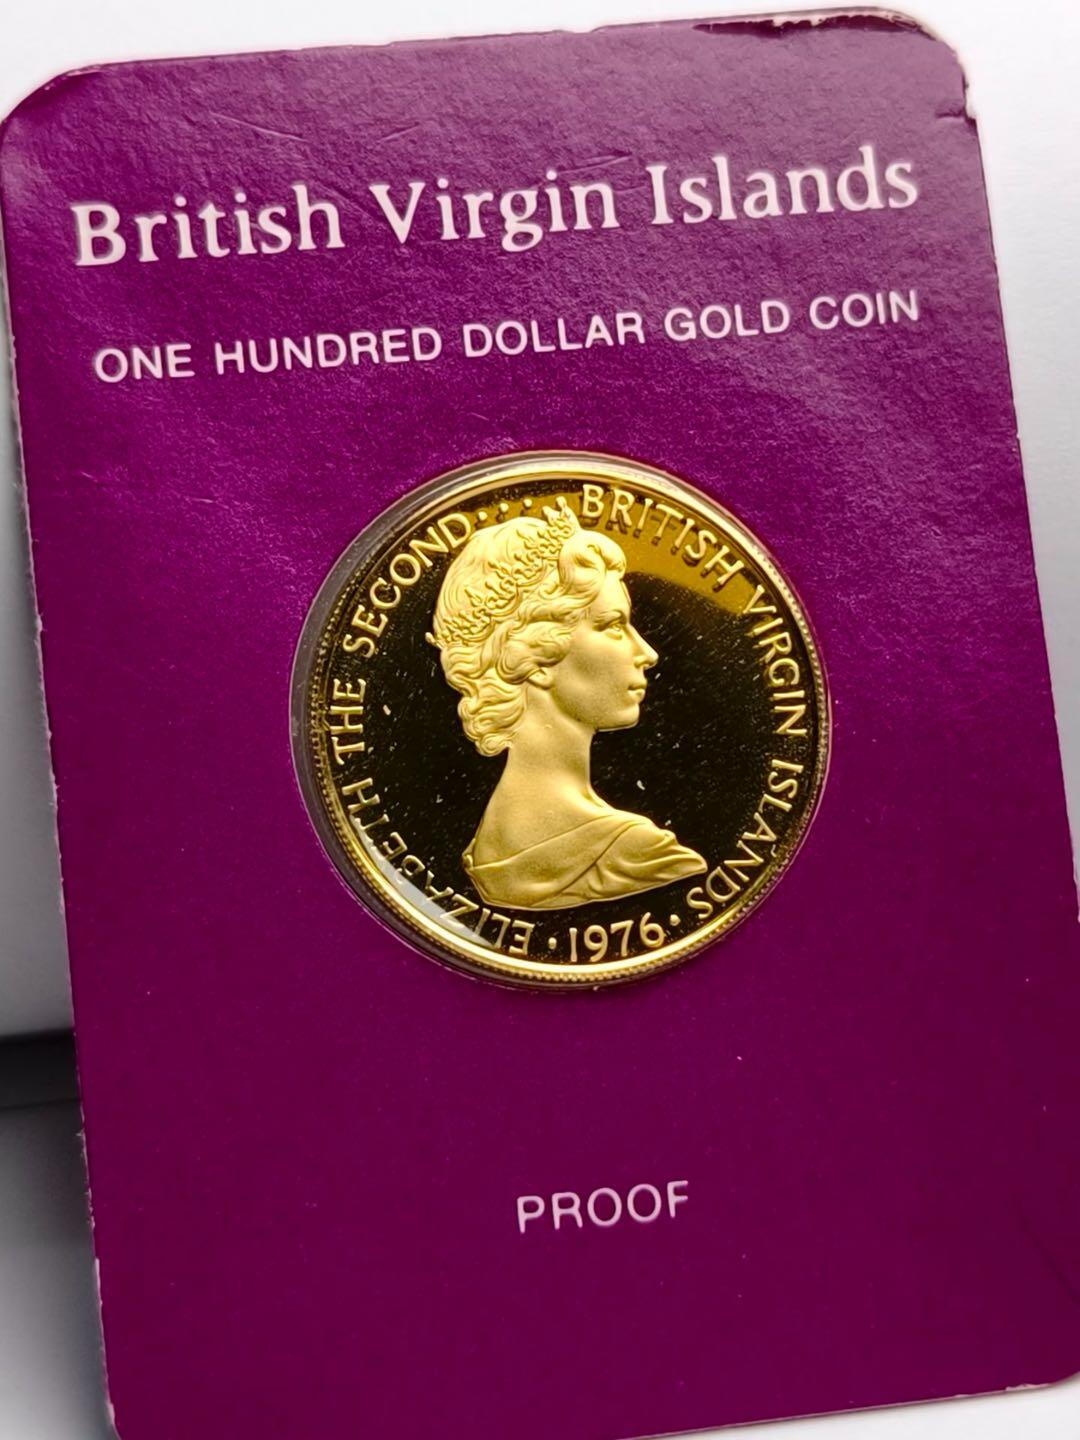 British Virgin Islands
ONE HUNDRED DOLLAR GOLD COIN
ELIZABETH THE SECOND... BRITISH VIRGIN ISLANDS · 1976 ·
PROOF